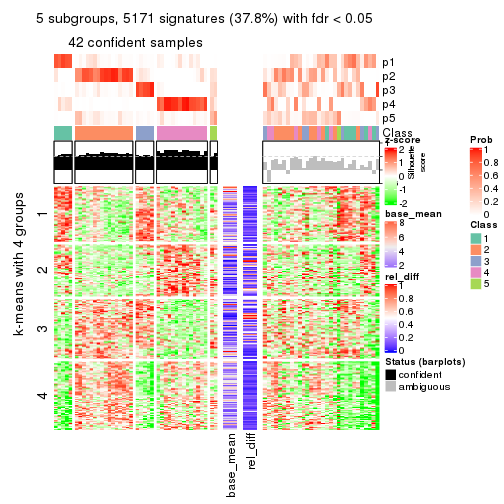 5 subgroups, 5171 signatures (37.8%) with fdr < 0.05
42 confident samples
p1
p2
p3
p4
p5
Class
z-score
2
1
0
-1
-2
Silhouette
score
Prob
1
0.8
0.6
0.4
0.2
0
base_mean
8
6
4
2
Class
1
2
3
4
5
rel_diff
1
0.8
0.6
0.4
0.2
0
Status (barplots)
confident
ambiguous
k-means with 4 groups
1
2
3
4
base_mean
rel_diff